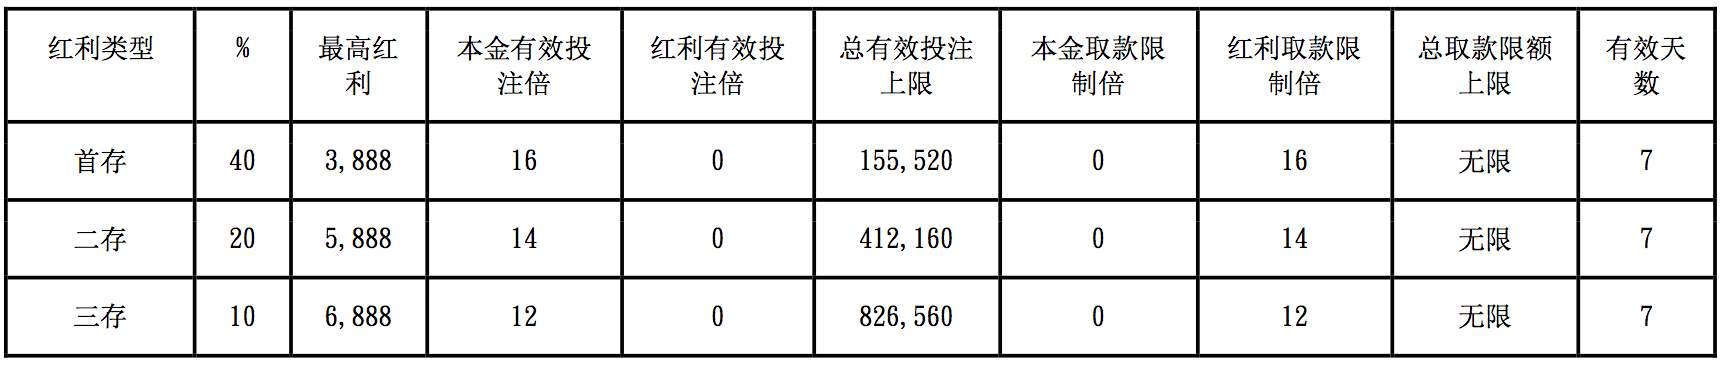 红利类型 % 最高红利 本金有效投注倍 红利有效投注倍 总有效投注上限 本金取款限制倍 红利取款限制倍 总取款限额上限 有效天数
首存 40 3,888 16 0 155,520 0 16 无限 7
二存 20 5,888 14 0 412,160 0 14 无限 7
三存 10 6,888 12 0 826,560 0 12 无限 7